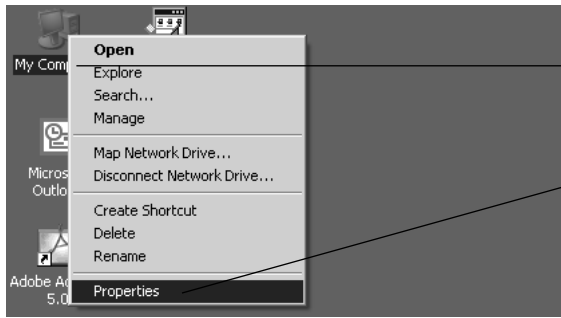 My Comp
Open
Explore
Search...
Manage
Map Network Drive...
Disconnect Network Drive...
Create Shortcut
Delete
Rename
Properties
Micros
Outlo
Adobe Ac
5.0